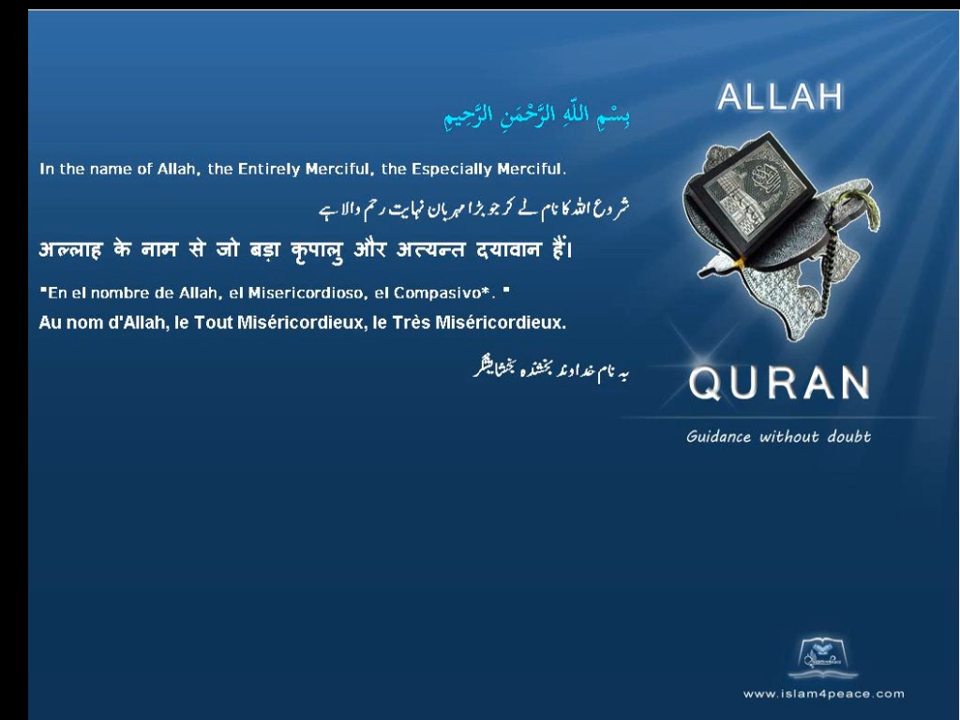 بِسْمِ اللّهِ الرَّحْمَنِ الرَّحِيمِ
In the name of Allah, the Entirely Merciful, the Especially Merciful.
شروع الله کا نام لے کر جو بڑا مہربان نہایت رحم والا ہے
अल्लाह के नाम से जो बड़ा कृपालु और अत्यन्त दयावान हैं।
"En el nombre de Allah, el Misericordioso, el Compasivo*. "
Au nom d'Allah, le Tout Miséricordieux, le Très Miséricordieux.
به نام خداوند بخشنده بخشایشگر
ALLAH
QURAN
Guidance without doubt
www.islam4peace.com